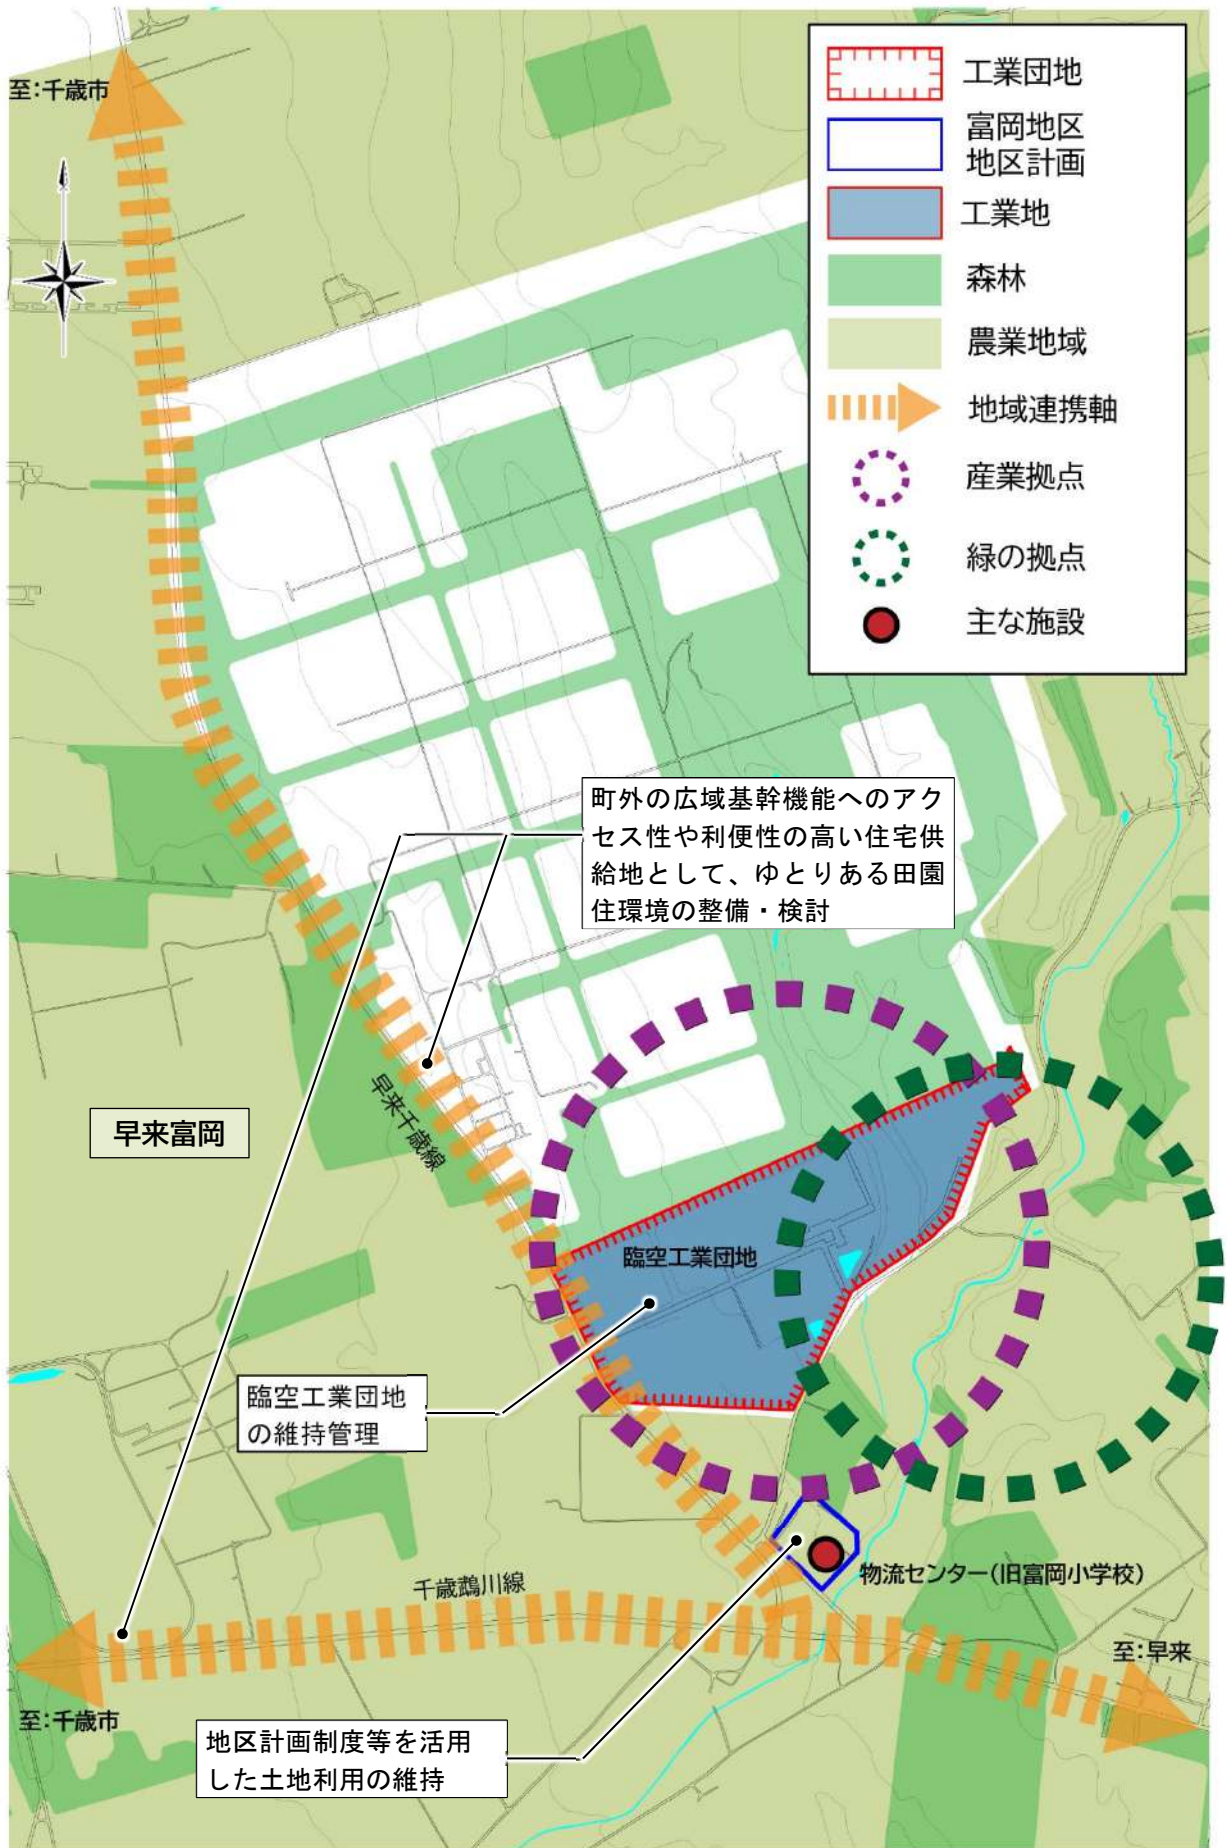 至:千歳市
工業団地
富岡地区
地区計画
工業地
森林
農業地域
地域連携軸
産業拠点
緑の拠点
主な施設
町外の広域基幹機能へのアク
セス性や利便性の高い住宅供
給地として、ゆとりある田園
住環境の整備・検討
早来千歳線
早来富岡
臨空工業団地
臨空工業団地
の維持管理
物流センター(旧富岡小学校)
千歳鵡川線
至:早来
至:千歳市
地区計画制度等を活用
した土地利用の維持